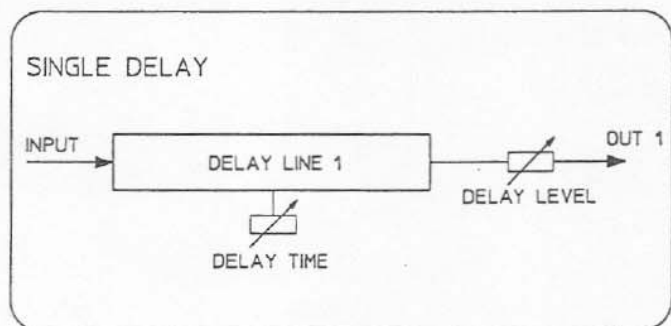 SINGLE DELAY
INPUT
DELAY LINE 1
OUT 1
DELAY LEVEL
DELAY TIME